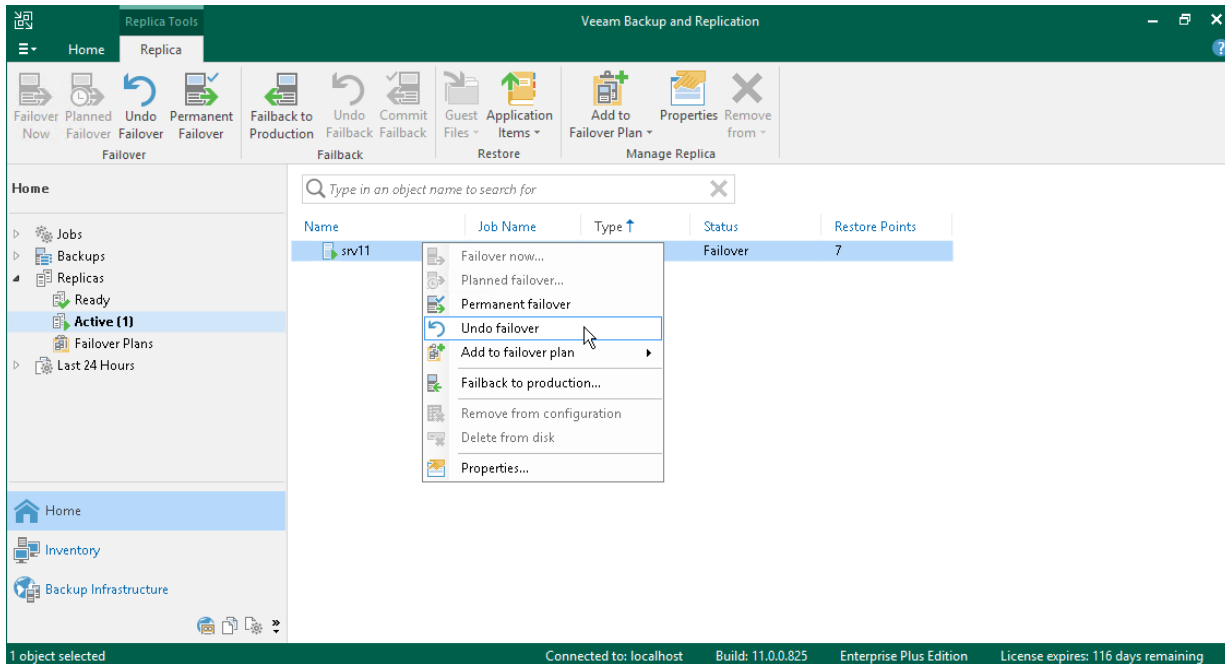 Replica Tools
Veeam Backup and Replication
Home
Replica
Failover Now
Planned Failover
Undo Failover
Permanent Failover
Failback to Production
Undo Failback
Commit Failback
Guest Files
Application Items
Add to Failover Plan
Properties
Remove from
Failover
Failback
Restore
Manage Replica
Home
Type in an object name to search for
Jobs
Backups
Replicas
Ready
Active (1)
Failover Plans
Last 24 Hours
Name
Job Name
Type
Status
Restore Points
srv11
Failover
7
Failover now...
Planned failover...
Permanent failover
Undo failover
Add to failover plan
Failback to production...
Remove from configuration
Delete from disk
Properties...
Home
Inventory
Backup Infrastructure
1 object selected
Connected to: localhost
Build: 11.0.0.825
Enterprise Plus Edition
License expires: 116 days remaining